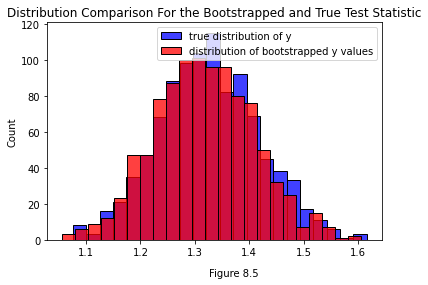 Distribution Comparison For the Bootstrapped and True Test Statistic
true distribution of y
distribution of bootstrapped y values
120
100
80
60
40
20
0
Count
1.1 1.2 1.3 1.4 1.5 1.6
Figure 8.5